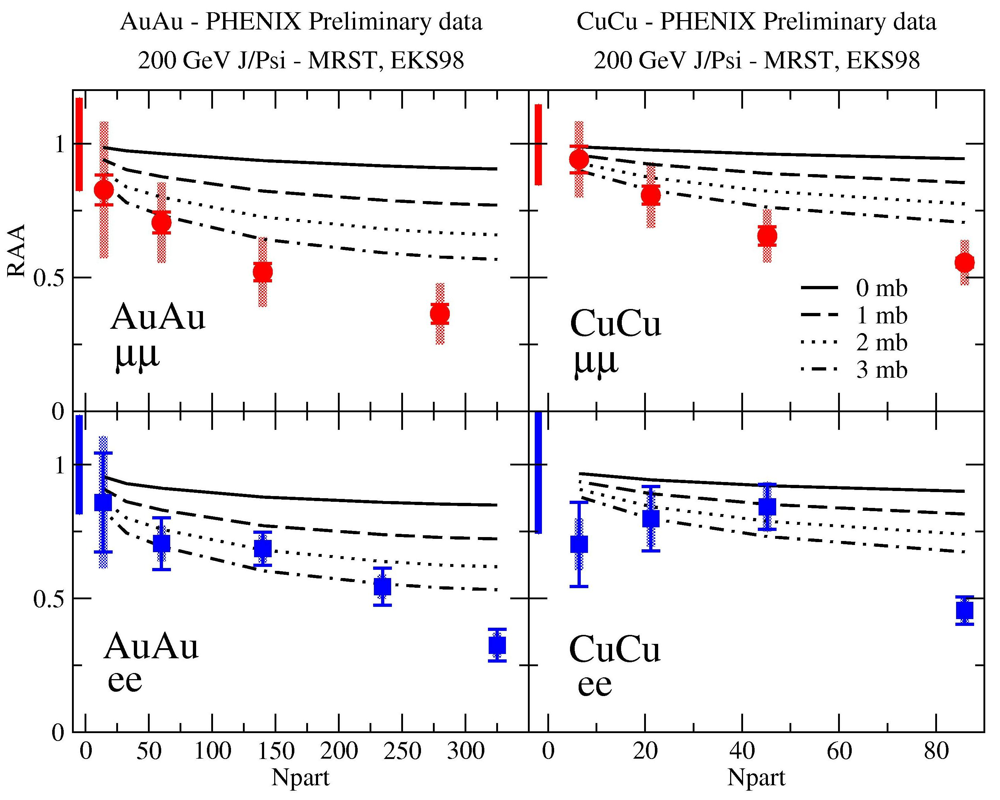 AuAu - PHENIX Preliminary data
200 GeV J/Psi - MRST, EKS98
CuCu - PHENIX Preliminary data
200 GeV J/Psi - MRST, EKS98
RAA
1
0.5
0
AuAu
μμ
CuCu
μμ
0 mb
1 mb
2 mb
3 mb
1
0.5
0
AuAu
ee
CuCu
ee
0 50 100 150 200 250 300
Npart
0 20 40 60 80
Npart